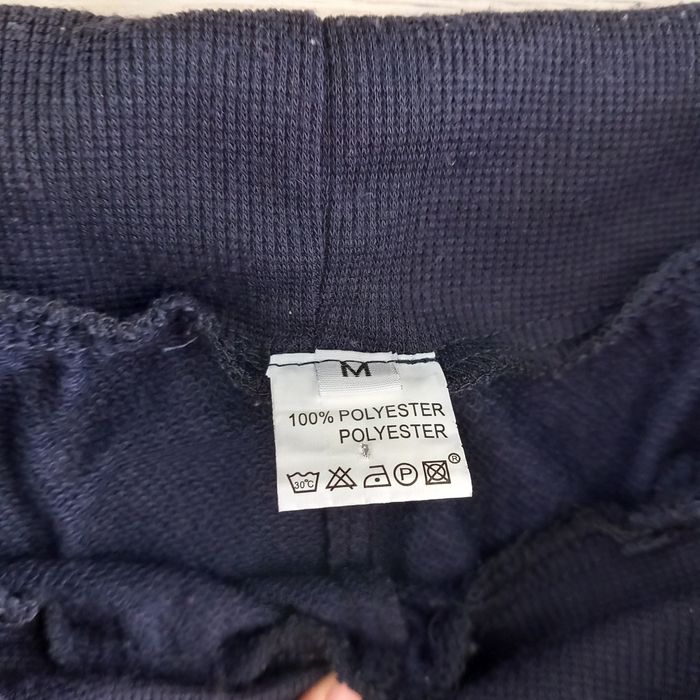 M
100% POLYESTER
POLYESTER
30°C P ®